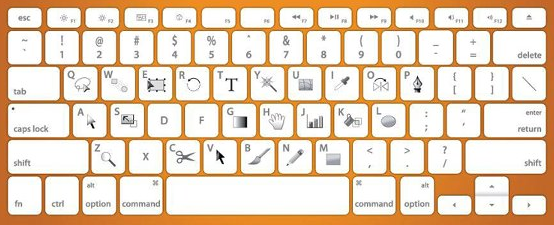 esc F1 F2 F3 F4 F5 F6 F7 F8 F9 F10 F11 F12
~ ! @ # $ % ^ & * ( ) _ +
` 1 2 3 4 5 6 7 8 9 0 - = delete
tab Q W E R T Y U I O P { [ } ] \
caps lock A S D F G H J K L : ; " ' enter return
shift Z X C V B N M < , > . ? / shift
fn ctrl alt option ⌘ command ⌘ command alt option